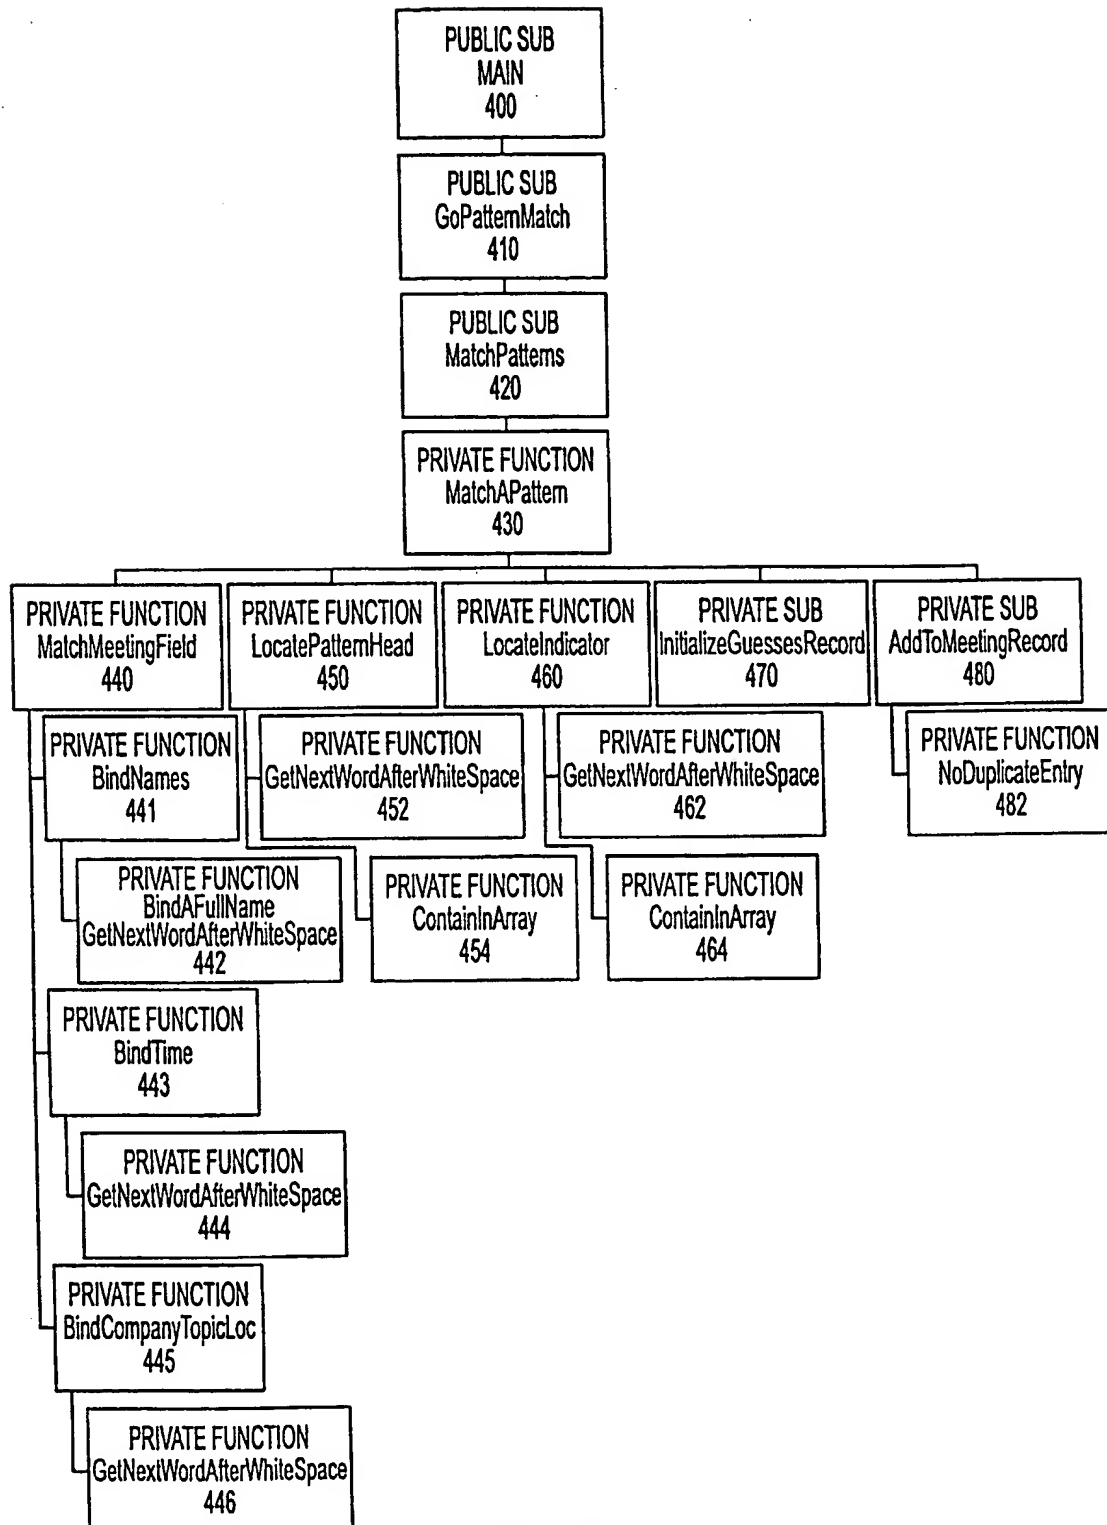 PUBLIC SUB
MAIN
400
PUBLIC SUB
GoPatternMatch
410
PUBLIC SUB
MatchPatterns
420
PRIVATE FUNCTION
MatchAPattern
430
PRIVATE FUNCTION
MatchMeetingField
440
PRIVATE FUNCTION
LocatePatternHead
450
PRIVATE FUNCTION
LocateIndicator
460
PRIVATE SUB
InitializeGuessesRecord
470
PRIVATE SUB
AddToMeetingRecord
480
PRIVATE FUNCTION
BindNames
441
PRIVATE FUNCTION
GetNextWordAfterWhiteSpace
452
PRIVATE FUNCTION
GetNextWordAfterWhiteSpace
462
PRIVATE FUNCTION
NoDuplicateEntry
482
PRIVATE FUNCTION
BindAFullName
GetNextWordAfterWhiteSpace
442
PRIVATE FUNCTION
ContainInArray
454
PRIVATE FUNCTION
ContainInArray
464
PRIVATE FUNCTION
BindTime
443
PRIVATE FUNCTION
GetNextWordAfterWhiteSpace
444
PRIVATE FUNCTION
BindCompanyTopicLoc
445
PRIVATE FUNCTION
GetNextWordAfterWhiteSpace
446